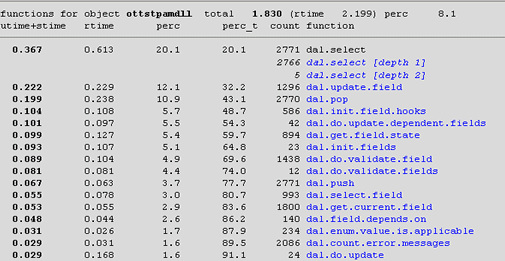 functions for object ottstpamdll total 1.830 (rtime 2.199) perc 8.1
utime+stime rtime perc perc_t count function
0.367 0.613 20.1 20.1 2771 dal.select
2766 dal.select [depth 1]
5 dal.select [depth 2]
0.222 0.229 12.1 32.2 1296 dal.update.field
0.199 0.238 10.9 43.1 2770 dal.pop
0.104 0.108 5.7 48.7 586 dal.init.field.hooks
0.101 0.097 5.5 54.3 42 dal.do.update.dependent.fields
0.099 0.127 5.4 59.7 894 dal.get.field.state
0.093 0.107 5.1 64.8 23 dal.init.fields
0.089 0.104 4.9 69.6 1438 dal.do.validate.field
0.081 0.081 4.4 74.0 12 dal.do.validate.fields
0.067 0.063 3.7 77.7 2771 dal.push
0.055 0.078 3.0 80.7 993 dal.select.field
0.053 0.055 2.9 83.6 1800 dal.get.current.field
0.048 0.044 2.6 86.2 140 dal.field.depends.on
0.031 0.026 1.7 87.9 234 dal.enum.value.is.applicable
0.029 0.031 1.6 89.5 2086 dal.count.error.messages
0.029 0.168 1.6 91.1 24 dal.do.update